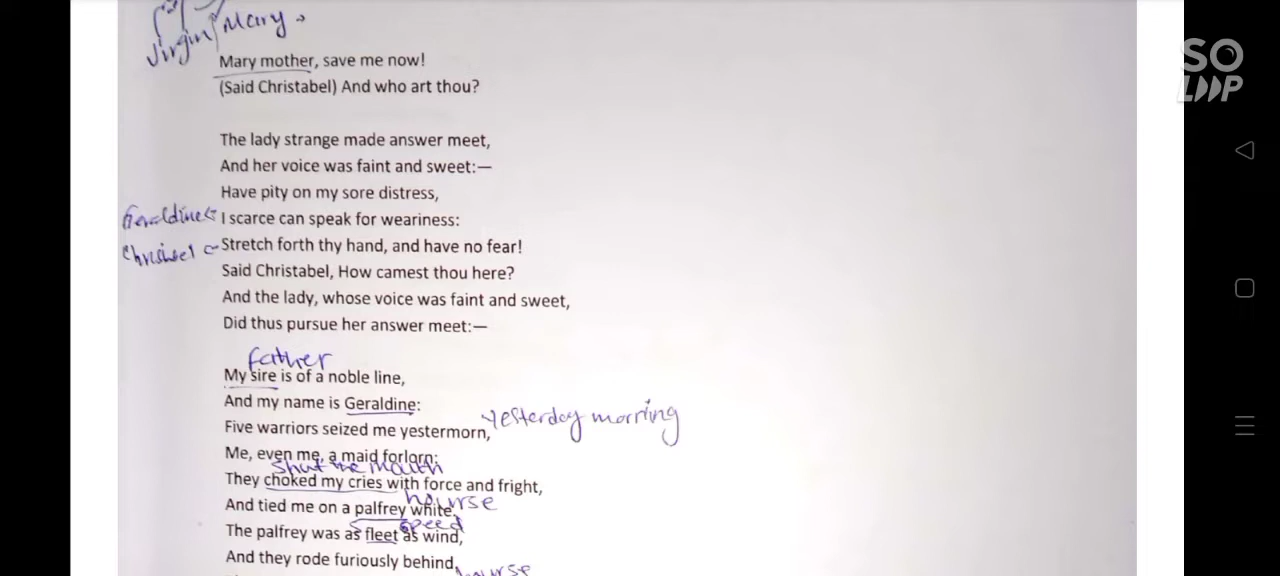 Virgin Mary
SO
LOOP
Mary mother, save me now!
(Said Christabel) And who art thou?
The lady strange made answer meet,
And her voice was faint and sweet:—
Have pity on my sore distress,
Geraldine I scarce can speak for weariness:
Stretch forth thy hand, and have no fear!
Said Christabel, How camest thou here?
And the lady, whose voice was faint and sweet,
Did thus pursue her answer meet:—
father
My sire is of a noble line,
And my name is Geraldine:
Five warriors seized me yestermorn, yesterday morning
Me, even me, a maid forlorn:
shut the mouth
They choked my cries with force and fright,
hourse
And tied me on a palfrey white.
speed
The palfrey was as fleet as wind,
And they rode furiously behind,
hourse